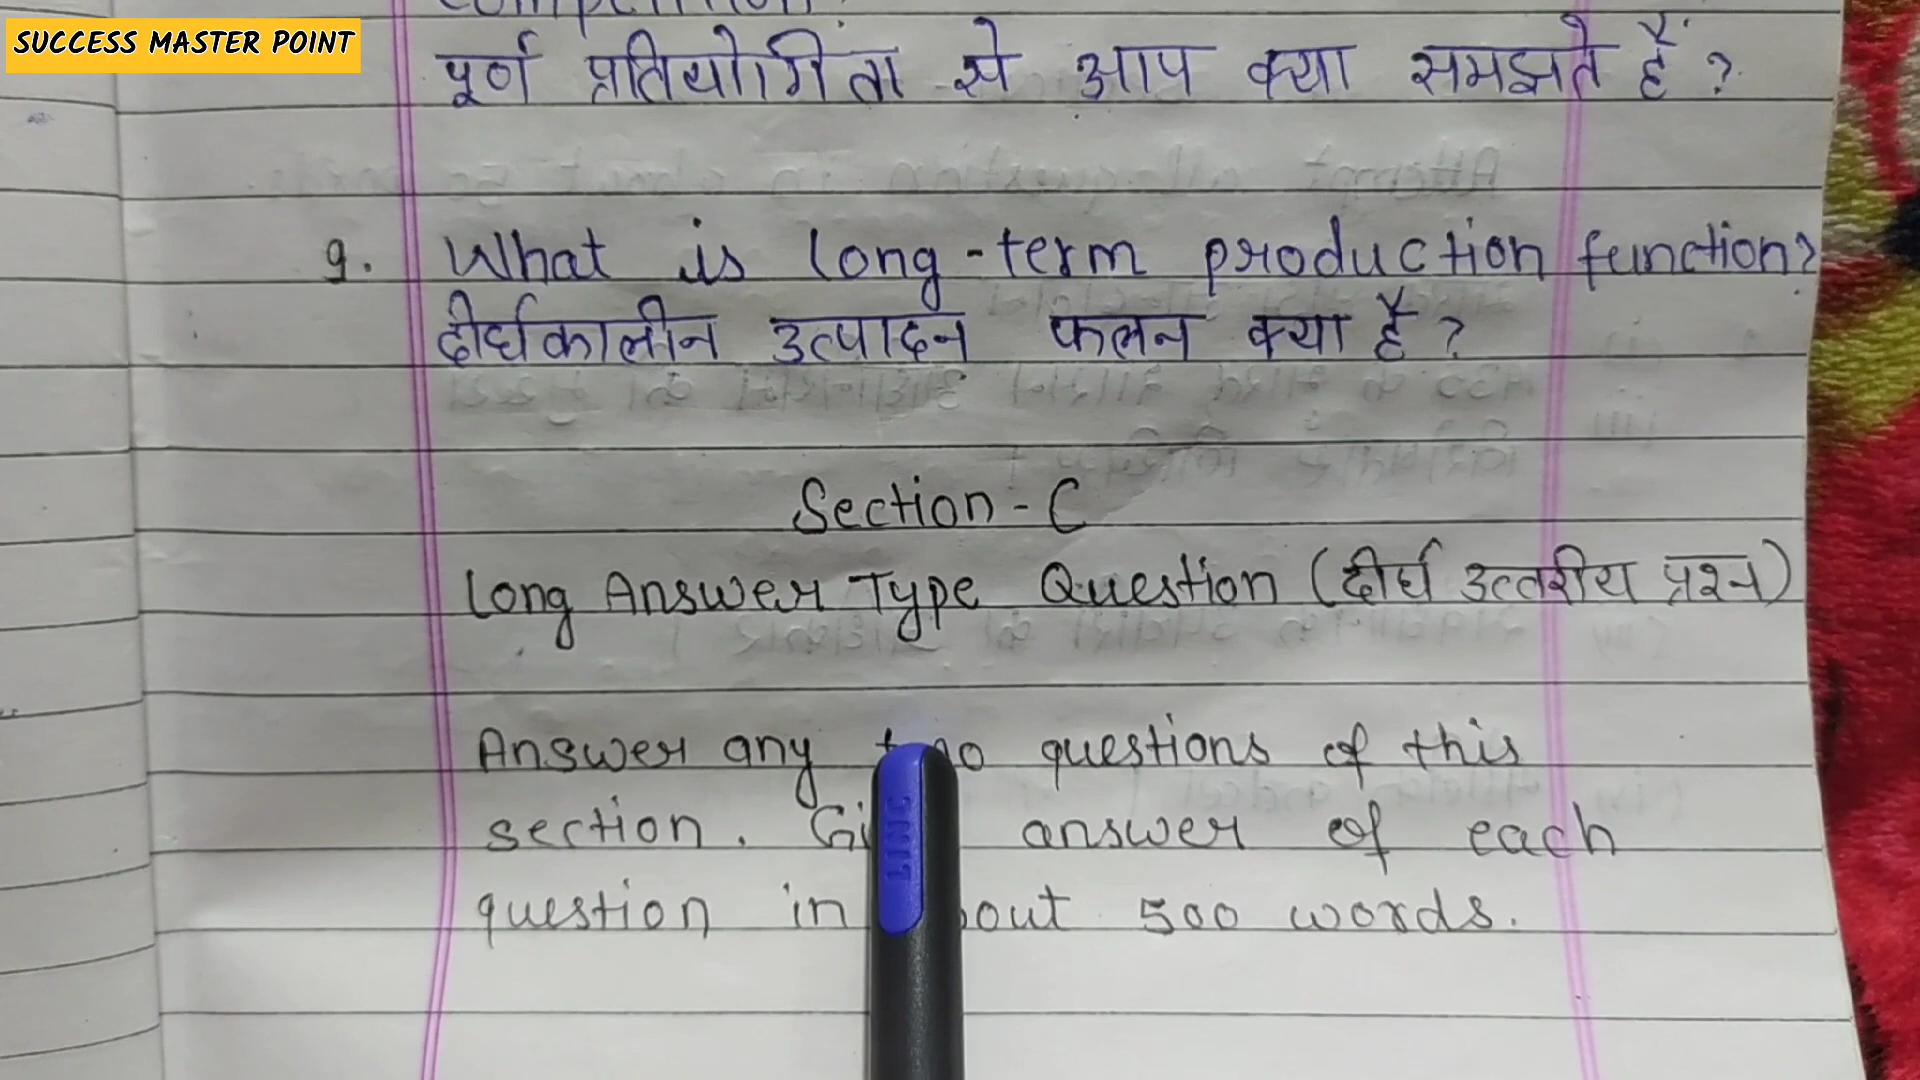 SUCCESS MASTER POINT
पूर्ण प्रतियोगिता से आप क्या समझते हैं ?
9. What is long-term production function?
दीर्घकालीन उत्पादन फलन क्या है ?
Section - C
Long Answer Type Question (दीर्घ उत्तरीय प्रश्न)
Answer any two questions of this
section. answer of each
question in about 500 words.